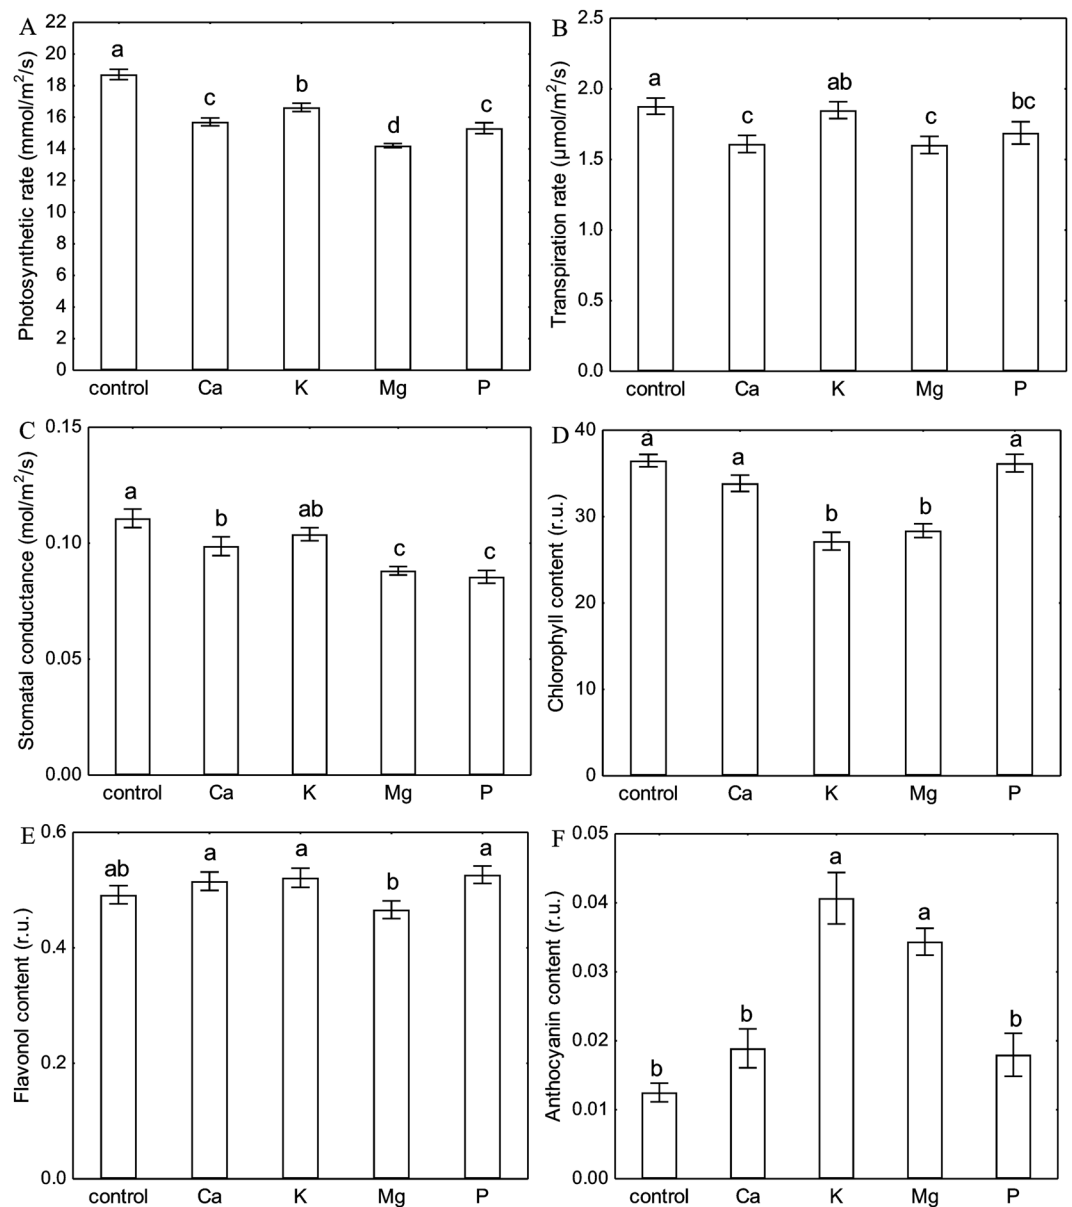 A
Photosynthetic rate (mmol/m²/s)
22
20
18
16
14
12
10
8
6
4
2
0
a
c
b
d
c
control Ca K Mg P
B
Transpiration rate (µmol/m²/s)
2.5
2.0
1.5
1.0
0.5
0.0
a
c
ab
c
bc
control Ca K Mg P
C
Stomatal conductance (mol/m²/s)
0.15
0.10
0.05
0.00
a
b
ab
c
c
control Ca K Mg P
D
Chlorophyll content (r.u.)
40
30
20
10
0
a
a
b
b
a
control Ca K Mg P
E
Flavonol content (r.u.)
0.6
0.4
0.2
0.0
ab
a
a
b
a
control Ca K Mg P
F
Anthocyanin content (r.u.)
0.05
0.04
0.03
0.02
0.01
0.00
b
b
a
a
b
control Ca K Mg P